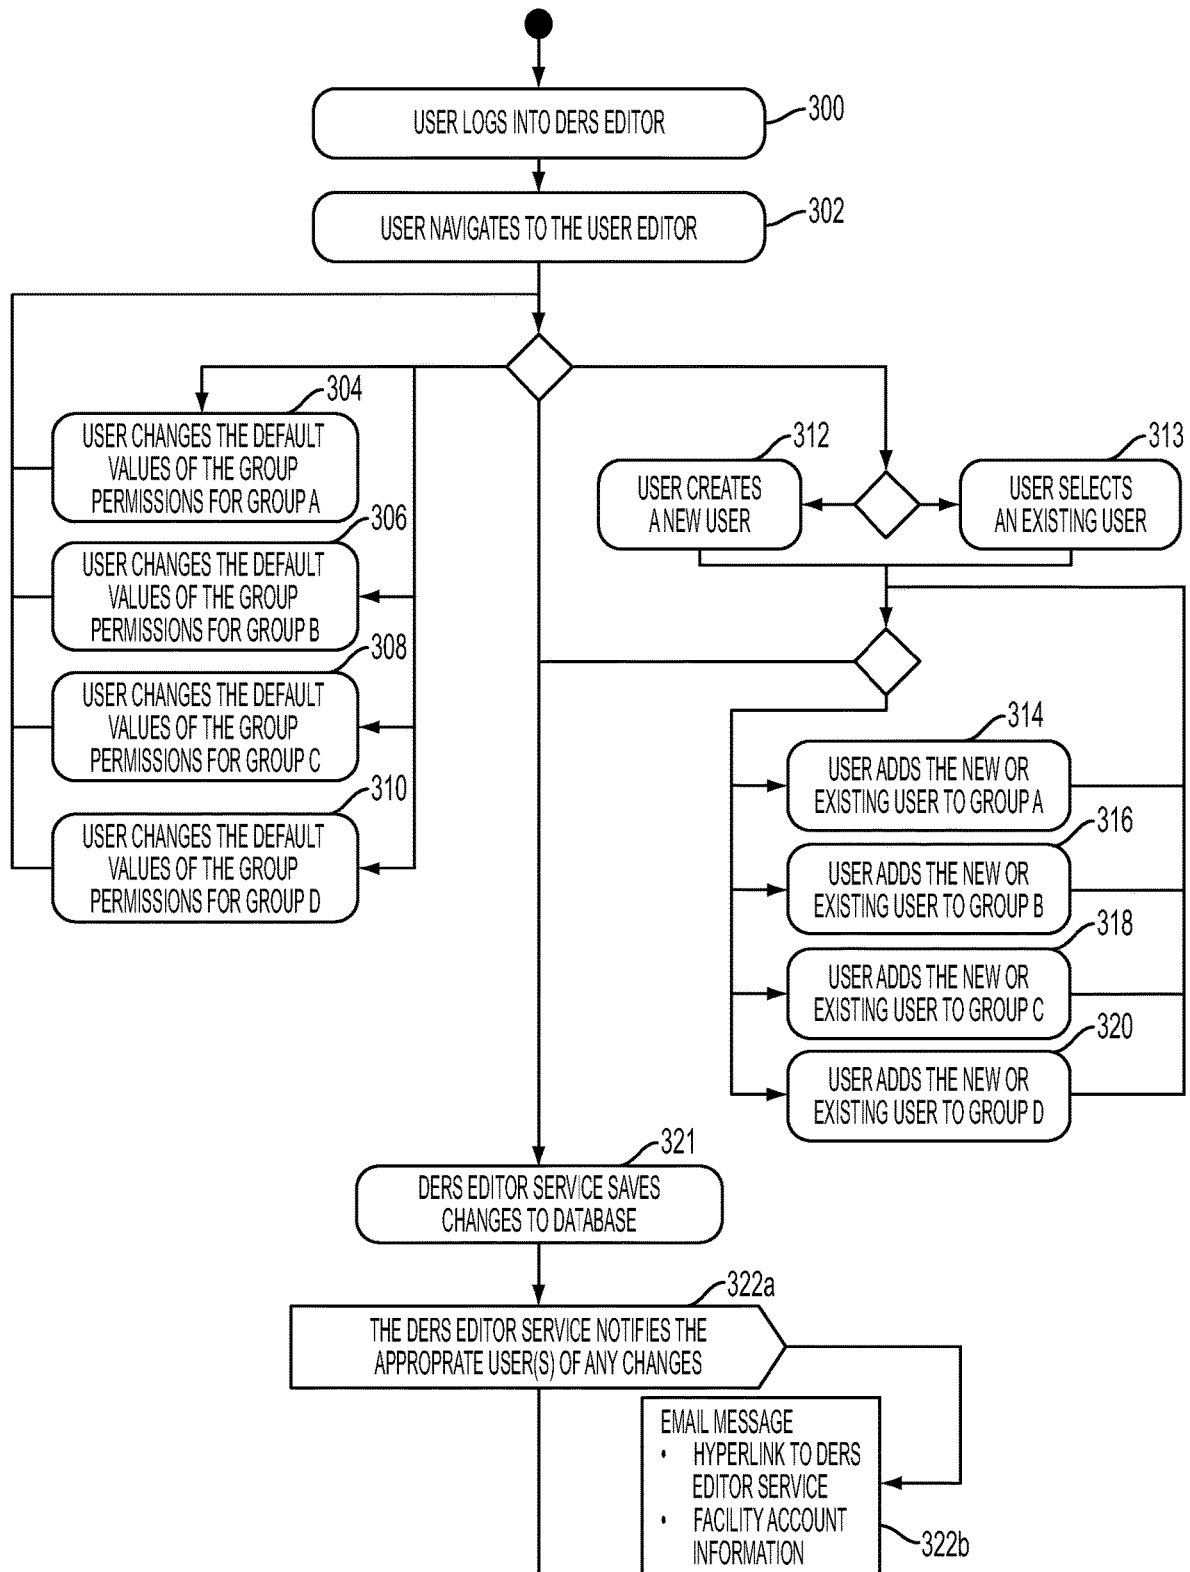 USER LOGS INTO DERS EDITOR
300
USER NAVIGATES TO THE USER EDITOR
302
304
USER CHANGES THE DEFAULT
VALUES OF THE GROUP
PERMISSIONS FOR GROUP A
306
USER CHANGES THE DEFAULT
VALUES OF THE GROUP
PERMISSIONS FOR GROUP B
308
USER CHANGES THE DEFAULT
VALUES OF THE GROUP
PERMISSIONS FOR GROUP C
310
USER CHANGES THE DEFAULT
VALUES OF THE GROUP
PERMISSIONS FOR GROUP D
312
USER CREATES
A NEW USER
313
USER SELECTS
AN EXISTING USER
314
USER ADDS THE NEW OR
EXISTING USER TO GROUP A
316
USER ADDS THE NEW OR
EXISTING USER TO GROUP B
318
USER ADDS THE NEW OR
EXISTING USER TO GROUP C
320
USER ADDS THE NEW OR
EXISTING USER TO GROUP D
321
DERS EDITOR SERVICE SAVES
CHANGES TO DATABASE
322a
THE DERS EDITOR SERVICE NOTIFIES THE
APPROPRATE USER(S) OF ANY CHANGES
EMAIL MESSAGE
• HYPERLINK TO DERS
EDITOR SERVICE
• FACILITY ACCOUNT
INFORMATION
322b